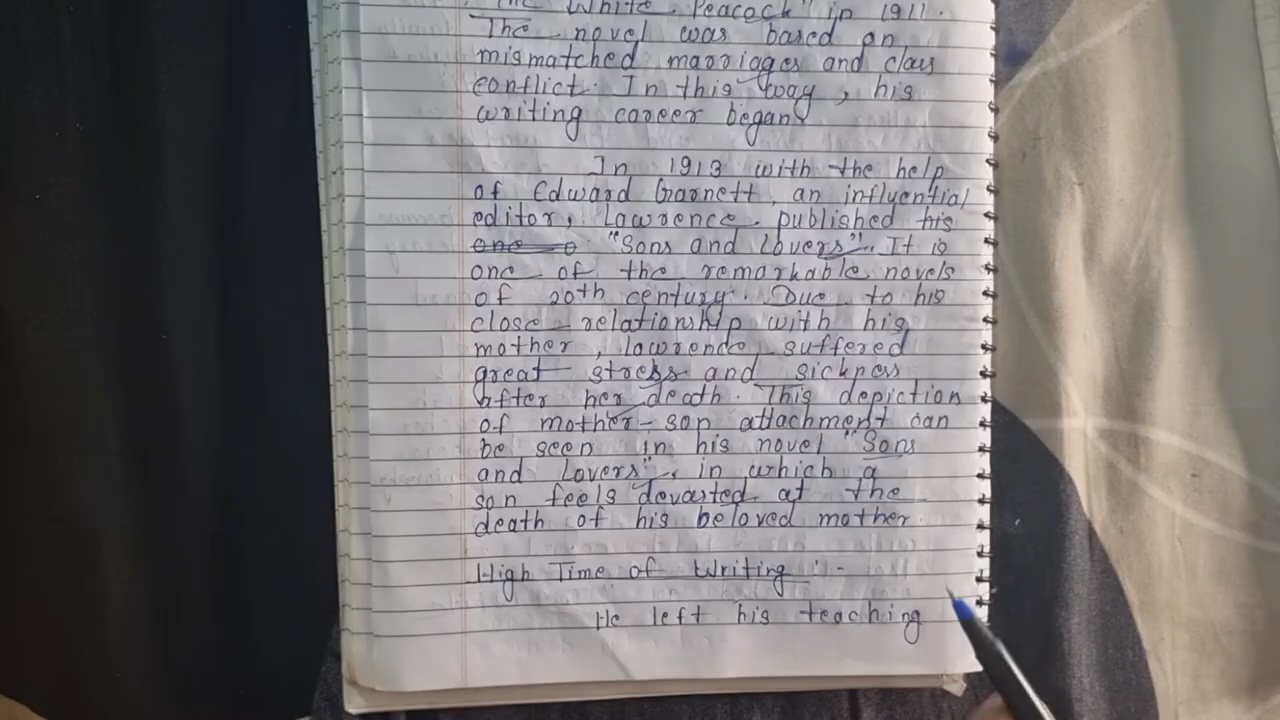 The White Peacock" in 1911.
The novel was based on
mismatched marriages and class
conflict. In this way, his
writing career began.
In 1913 with the help
of Edward Garnett, an influential
editor, Lawrence published his
one "Sons and Lovers". It is
one of the remarkable novels
of 20th century. Due to his
close relationship with his
mother, Lawrence suffered
great stress and sickness
after her death. This depiction
of mother-son attachment can
be seen in his novel "Sons
and Lovers", in which a
son feels devasted at the
death of his beloved mother.
High Time of Writing :-
He left his teaching